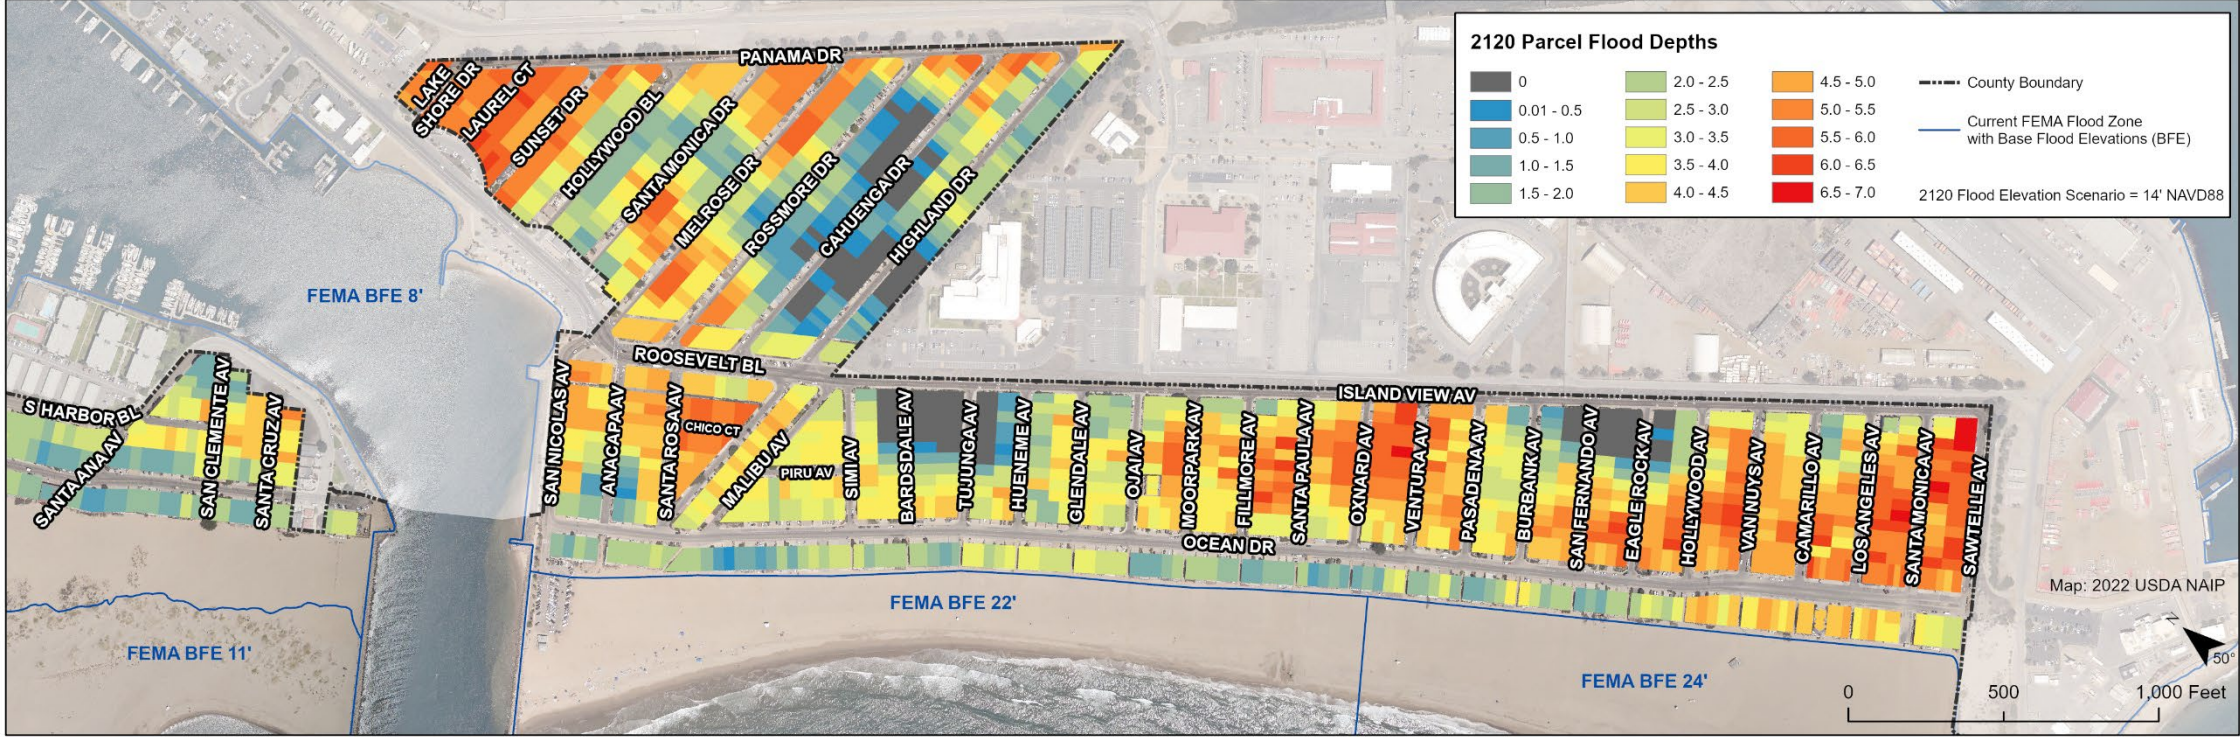 2120 Parcel Flood Depths
0
0.01 - 0.5
0.5 - 1.0
1.0 - 1.5
1.5 - 2.0
2.0 - 2.5
2.5 - 3.0
3.0 - 3.5
3.5 - 4.0
4.0 - 4.5
4.5 - 5.0
5.0 - 5.5
5.5 - 6.0
6.0 - 6.5
6.5 - 7.0
County Boundary
Current FEMA Flood Zone
with Base Flood Elevations (BFE)
2120 Flood Elevation Scenario = 14' NAVD88
PANAMA DR
LAKE
SHORE DR
LAUREL CT
SUNSET DR
HOLLYWOOD BL
SANTA MONICA DR
MELROSE DR
ROSSMORE DR
CAHUENGA DR
HIGHLAND DR
FEMA BFE 8'
ROOSEVELT BL
ISLAND VIEW AV
S HARBOR BL
SANTA ANA AV
SAN CLEMENTE AV
SANTA CRUZ AV
SAN NICOLAS AV
ANACAPA AV
SANTA ROSA AV
CHICO CT
MALIBU AV
PIRU AV
SIMI AV
BARDSDALE AV
TUJUNGA AV
HUENEME AV
GLENDALE AV
OJAI AV
MOORPARK AV
FILLMORE AV
SANTA PAULA AV
OXNARD AV
VENTURA AV
PASADENA AV
BURBANK AV
SAN FERNANDO AV
EAGLE ROCK AV
HOLLYWOOD AV
VAN NUYS AV
CAMARILLO AV
LOS ANGELES AV
SANTA MONICA AV
SAWTELLE AV
OCEAN DR
FEMA BFE 22'
FEMA BFE 11'
FEMA BFE 24'
Map: 2022 USDA NAIP
N
50°
0 500 1,000 Feet